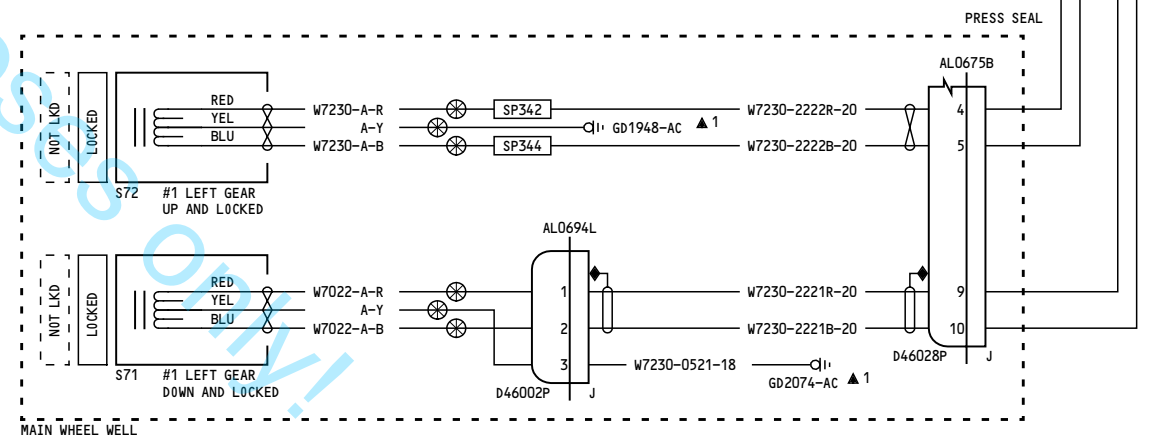 PRESS SEAL
AL0675B
NOT LKD
LOCKED
RED
YEL
BLU
W7230-A-R
A-Y
W7230-A-B
SP342
SP344
GD1948-AC 1
W7230-2222R-20
W7230-2222B-20
4
5
S72
#1 LEFT GEAR
UP AND LOCKED
AL0694L
NOT LKD
LOCKED
RED
YEL
BLU
W7022-A-R
A-Y
W7022-A-B
1
2
3
W7230-2221R-20
W7230-2221B-20
9
10
W7230-0521-18
GD2074-AC 1
D46028P J
S71
#1 LEFT GEAR
DOWN AND LOCKED
D46002P J
MAIN WHEEL WELL
oses only!